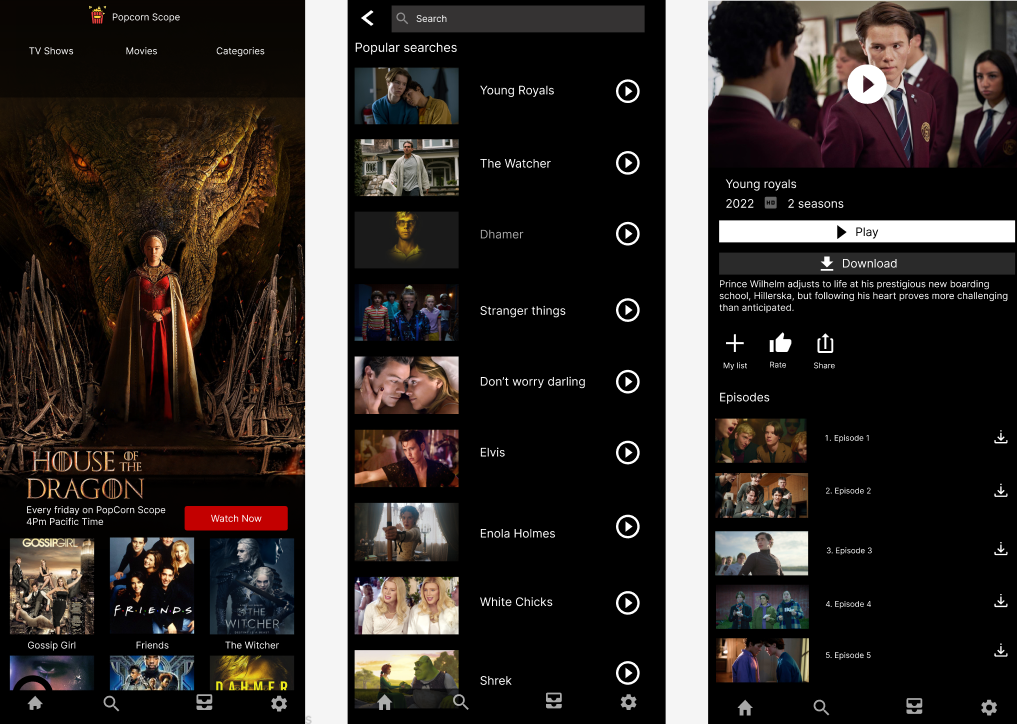 Popcorn Scope
TV Shows
Movies
Categories
HOUSE OF THE
DRAGON
Every friday on PopCorn Scope
4Pm Pacific Time
Watch Now
GOSSIPGIRL
F·R·I·E·N·D·S
THE
WITCHER
Gossip Girl
Friends
The Witcher
DAHMER
s
Search
Popular searches
Young Royals
The Watcher
Dhamer
Stranger things
Don't worry darling
Elvis
Enola Holmes
White Chicks
Shrek
Young royals
2022 HD 2 seasons
Play
Download
Prince Wilhelm adjusts to life at his prestigious new boarding
school, Hillerska, but following his heart proves more challenging
than anticipated.
My list
Rate
Share
Episodes
1. Episode 1
2. Episode 2
3. Episode 3
4. Episode 4
5. Episode 5